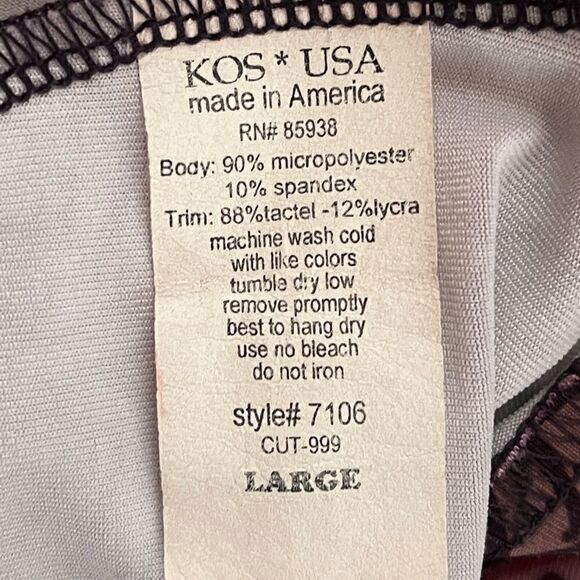 KOS * USA
made in America
RN# 85938
Body: 90% micropolyester
10% spandex
Trim: 88%tactel -12%lycra
machine wash cold
with like colors
tumble dry low
remove promptly
best to hang dry
use no bleach
do not iron
style# 7106
CUT-999
LARGE